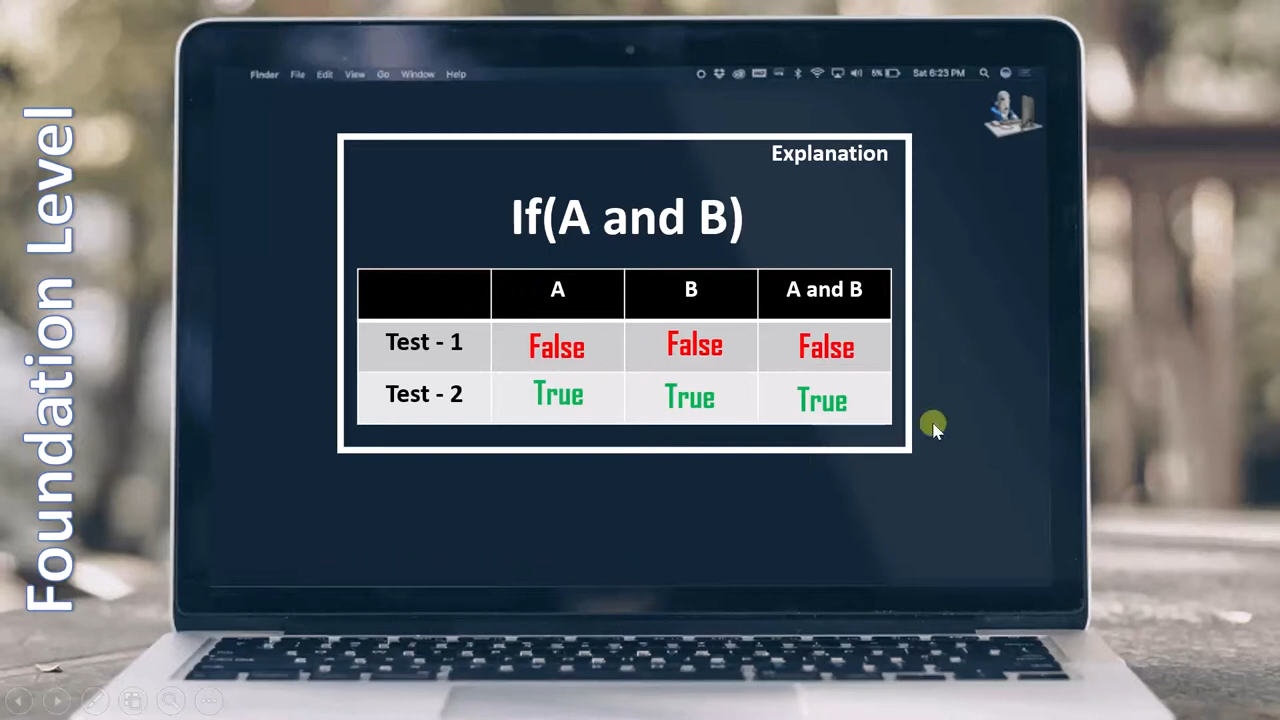 Foundation Level
Finder File Edit View Go Window Help
5% Sat 6:23 PM
Explanation
If(A and B)
A B A and B
Test - 1 False False False
Test - 2 True True True